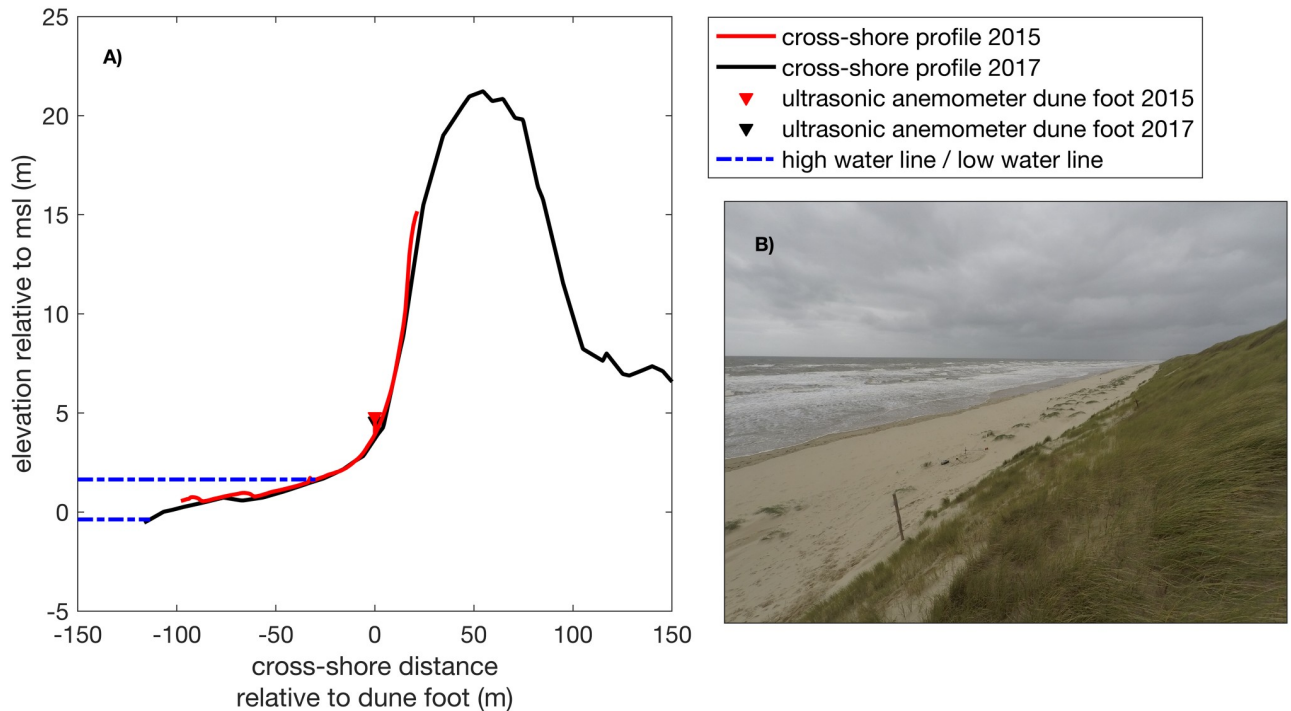 A)
25
20
15
10
5
0
-5
-150 -100 -50 0 50 100 150
elevation relative to msl (m)
cross-shore distance
relative to dune foot (m)
cross-shore profile 2015
cross-shore profile 2017
ultrasonic anemometer dune foot 2015
ultrasonic anemometer dune foot 2017
high water line / low water line
B)